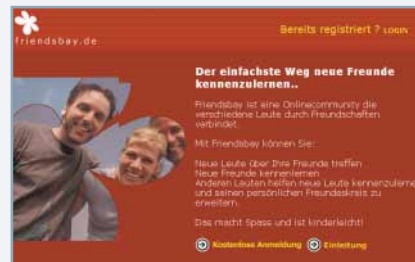 friendsbay.de
Bereits registriert ? LOGIN
Der einfachste Weg neue Freunde
kennenzulernen..
Friendsbay ist eine Onlinecommunity die
verschiedene Leute durch Freundschaften
verbindet.
Mit Friendsbay können Sie:
Neue Leute über Ihre Freunde treffen
Neue Freunde kennenlernen
Anderen Leuten helfen neue Leute kennenzulerne
und seinen persönlichen Freundeskreis zu
erweitern.
Das macht Spass und ist kinderleicht!
Kostenlose Anmeldung Einleitung